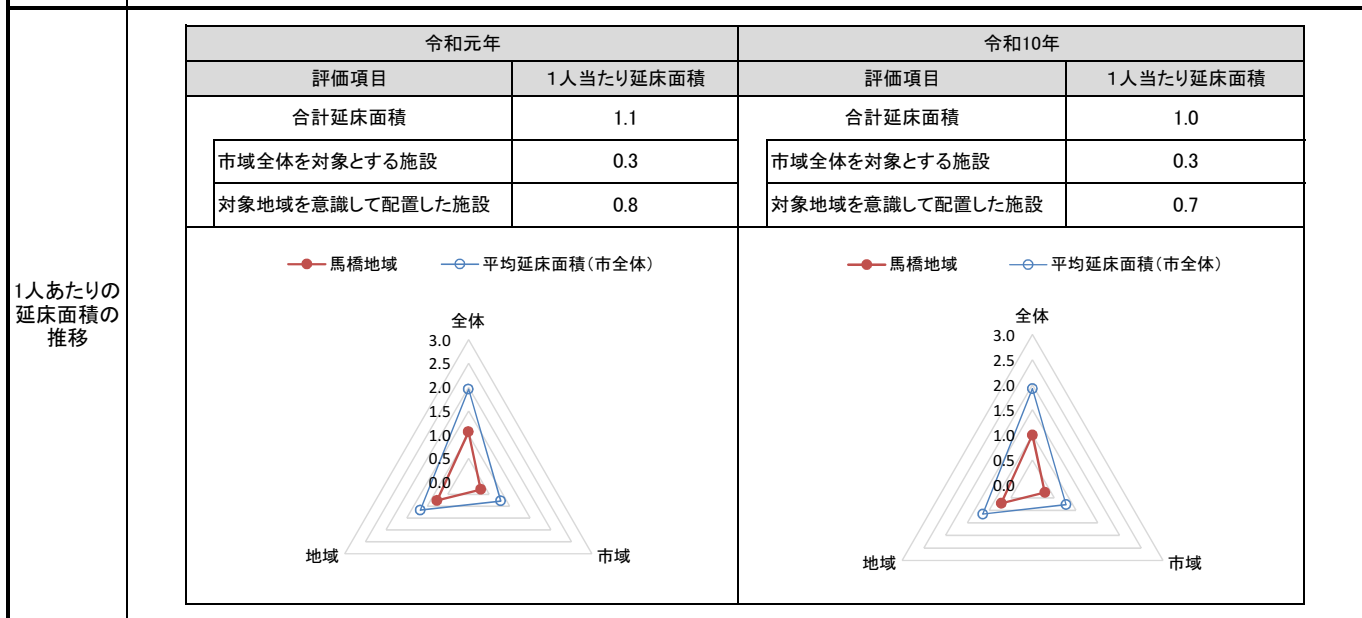 1人あたりの
延床面積の
推移
令和元年
令和10年
評価項目
1人当たり延床面積
評価項目
1人当たり延床面積
合計延床面積
1.1
合計延床面積
1.0
市域全体を対象とする施設
0.3
市域全体を対象とする施設
0.3
対象地域を意識して配置した施設
0.8
対象地域を意識して配置した施設
0.7
馬橋地域
平均延床面積(市全体)
全体
3.0
2.5
2.0
1.5
1.0
0.5
0.0
地域
市域
馬橋地域
平均延床面積(市全体)
全体
3.0
2.5
2.0
1.5
1.0
0.5
0.0
地域
市域